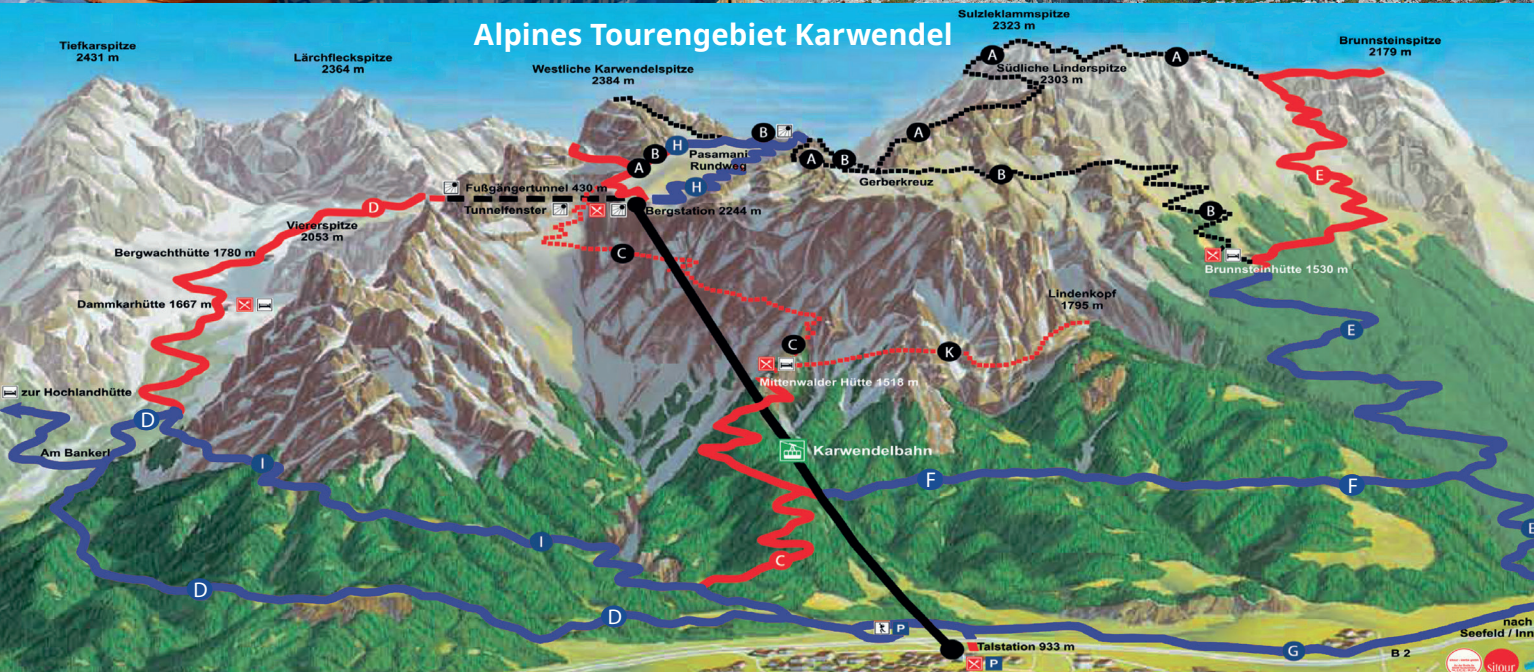 Alpines Tourengebiet Karwendel
Sulzleklammspitze
2323 m
Tiefkarspitze
2431 m
Lärchfleckspitze
2364 m
Westliche Karwendelspitze
2384 m
Südliche Linderspitze
2303 m
Brunnsteinspitze
2179 m
A
A
A
A
A
B
B
B
B
B
H
H
Pasamani
Rundweg
Gerberkreuz
E
Fußgängertunnel 430 m
Tunnelfenster
Bergstation 2244 m
D
Viererspitze
2053 m
Bergwachthütte 1780 m
C
Brunnsteinhütte 1530 m
Dammkarhütte 1667 m
Lindenkopf
1795 m
E
C
K
Mittenwalder Hütte 1518 m
zur Hochlandhütte
D
Am Bankerl
I
Karwendelbahn
F
F
E
I
C
D
D
P
nach
Seefeld / Inn
Talstation 933 m
G
B 2
P
sitour